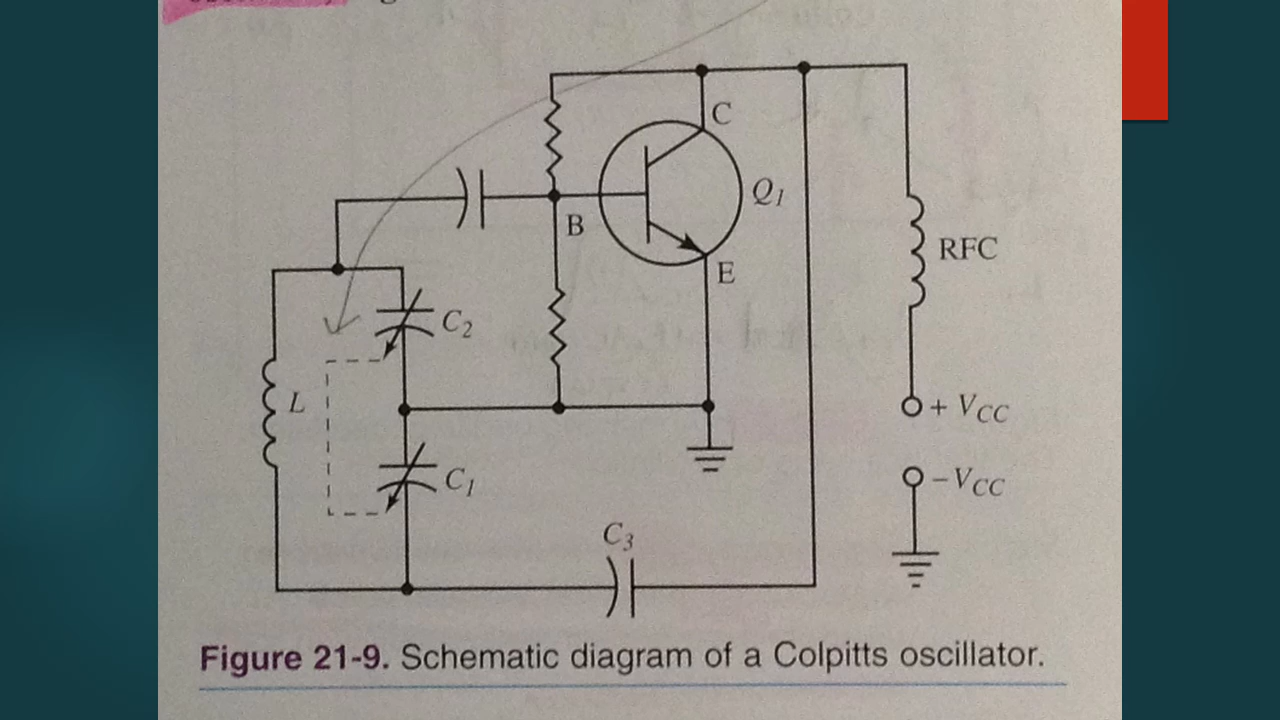 C
Q1
B
E
RFC
C2
L
+ VCC
C1
−VCC
C3
Figure 21-9. Schematic diagram of a Colpitts oscillator.